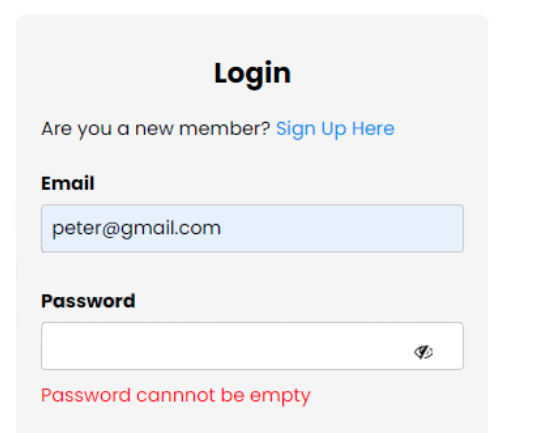 Login
Are you a new member? Sign Up Here
Email
peter@gmail.com
Password
Password cannnot be empty